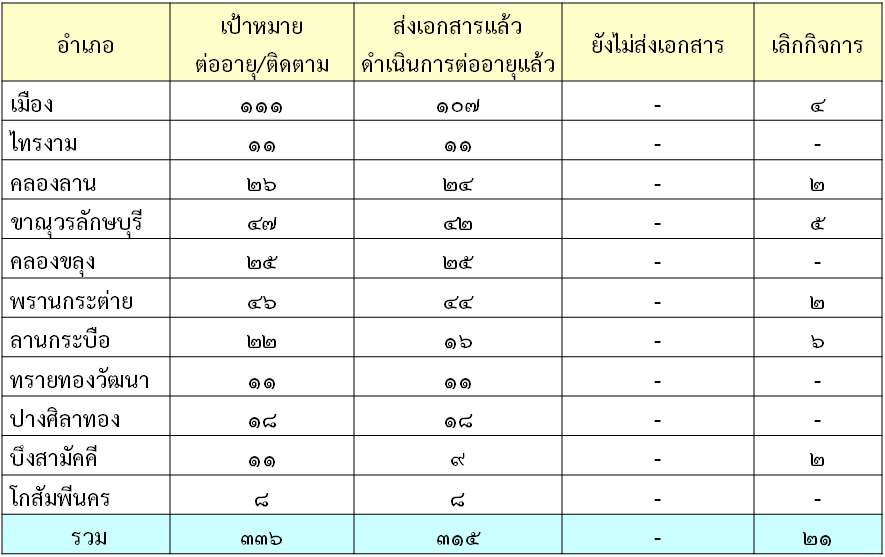 อำเภอ เป้าหมาย ต่ออายุ/ติดตาม ส่งเอกสารแล้ว ดำเนินการต่ออายุแล้ว ยังไม่ส่งเอกสาร เลิกกิจการ
เมือง ๑๑๑ ๑๐๗ - ๔
ไทรงาม ๑๑ ๑๑ - -
คลองลาน ๒๖ ๒๔ - ๒
ขาณุวรลักษบุรี ๔๗ ๔๒ - ๕
คลองขลุง ๒๕ ๒๕ - -
พรานกระต่าย ๔๖ ๔๔ - ๒
ลานกระบือ ๒๒ ๑๖ - ๖
ทรายทองวัฒนา ๑๑ ๑๑ - -
ปางศิลาทอง ๑๘ ๑๘ - -
บึงสามัคคี ๑๑ ๙ - ๒
โกสัมพีนคร ๘ ๘ - -
รวม ๓๓๖ ๓๑๕ - ๒๑